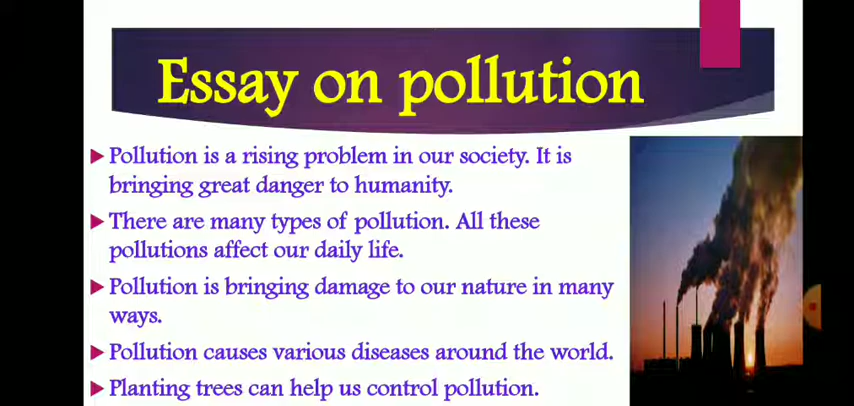 Essay on pollution
Pollution is a rising problem in our society. It is
bringing great danger to humanity.
There are many types of pollution. All these
pollutions affect our daily life.
Pollution is bringing damage to our nature in many
ways.
Pollution causes various diseases around the world.
Planting trees can help us control pollution.